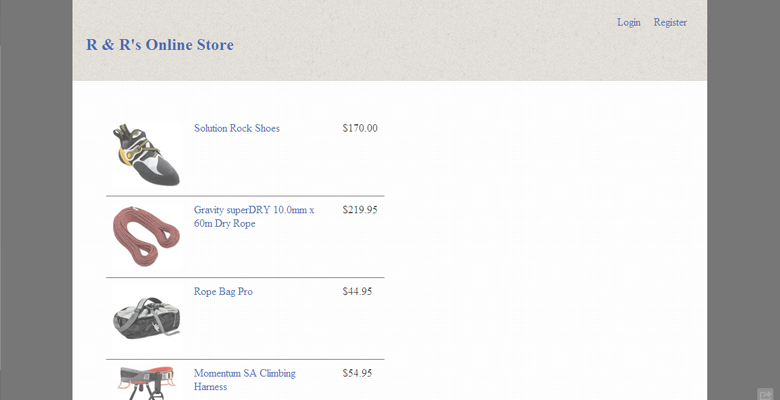 Login Register
R & R's Online Store
Solution Rock Shoes $170.00
Gravity superDRY 10.0mm x $219.95
60m Dry Rope
Rope Bag Pro $44.95
Momentum SA Climbing $54.95
Harness